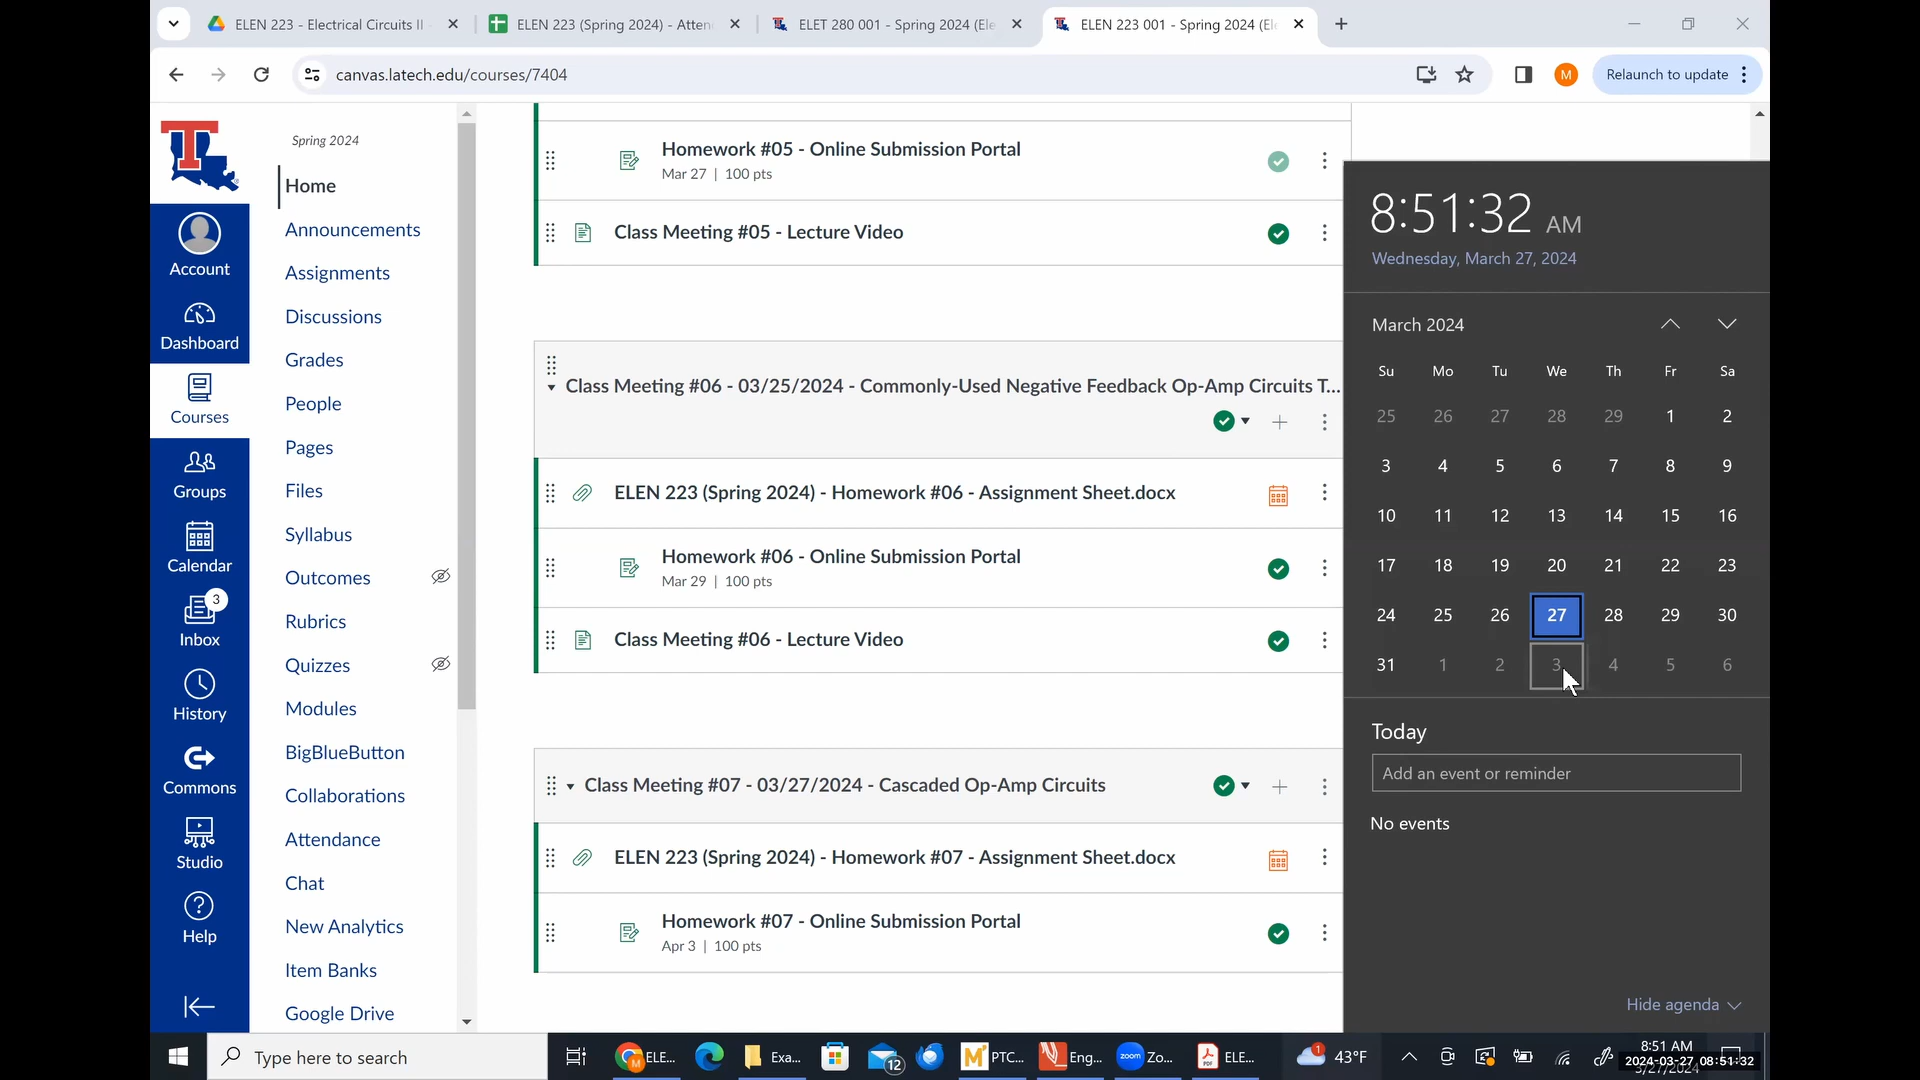 ELEN 223 - Electrical Circuits II
ELEN 223 (Spring 2024) - Atten
ELET 280 001 - Spring 2024 (Ele
ELEN 223 001 - Spring 2024 (El
canvas.latech.edu/courses/7404
M
Relaunch to update
T
Account
Dashboard
Courses
Groups
Calendar
3
Inbox
History
Commons
Studio
Help
Spring 2024
Home
Announcements
Assignments
Discussions
Grades
People
Pages
Files
Syllabus
Outcomes
Rubrics
Quizzes
Modules
BigBlueButton
Collaborations
Attendance
Chat
New Analytics
Item Banks
Google Drive
Homework #05 - Online Submission Portal
Mar 27 | 100 pts
Class Meeting #05 - Lecture Video
Class Meeting #06 - 03/25/2024 - Commonly-Used Negative Feedback Op-Amp Circuits T...
ELEN 223 (Spring 2024) - Homework #06 - Assignment Sheet.docx
Homework #06 - Online Submission Portal
Mar 29 | 100 pts
Class Meeting #06 - Lecture Video
Class Meeting #07 - 03/27/2024 - Cascaded Op-Amp Circuits
ELEN 223 (Spring 2024) - Homework #07 - Assignment Sheet.docx
Homework #07 - Online Submission Portal
Apr 3 | 100 pts
8:51:32 AM
Wednesday, March 27, 2024
March 2024
Su Mo Tu We Th Fr Sa
25 26 27 28 29 1 2
3 4 5 6 7 8 9
10 11 12 13 14 15 16
17 18 19 20 21 22 23
24 25 26 27 28 29 30
31 1 2 3 4 5 6
Today
Add an event or reminder
No events
Hide agenda
Type here to search
ELE...
Exa...
12
PTC...
Eng...
zoom
Zo...
ELE...
1
43°F
8:51 AM
2024-03-27, 08:51:32